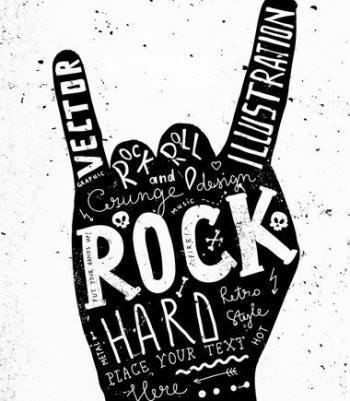 VECTOR
ILLUSTRATION
GRAPHIC
ROCK
and
ROLL
Grunge design
MUSIC
PUT YOUR HANDS UP!
ROCK
FIRE!
HARD
Retro
Style
METAL
HOT
PLACE YOUR TEXT
Here